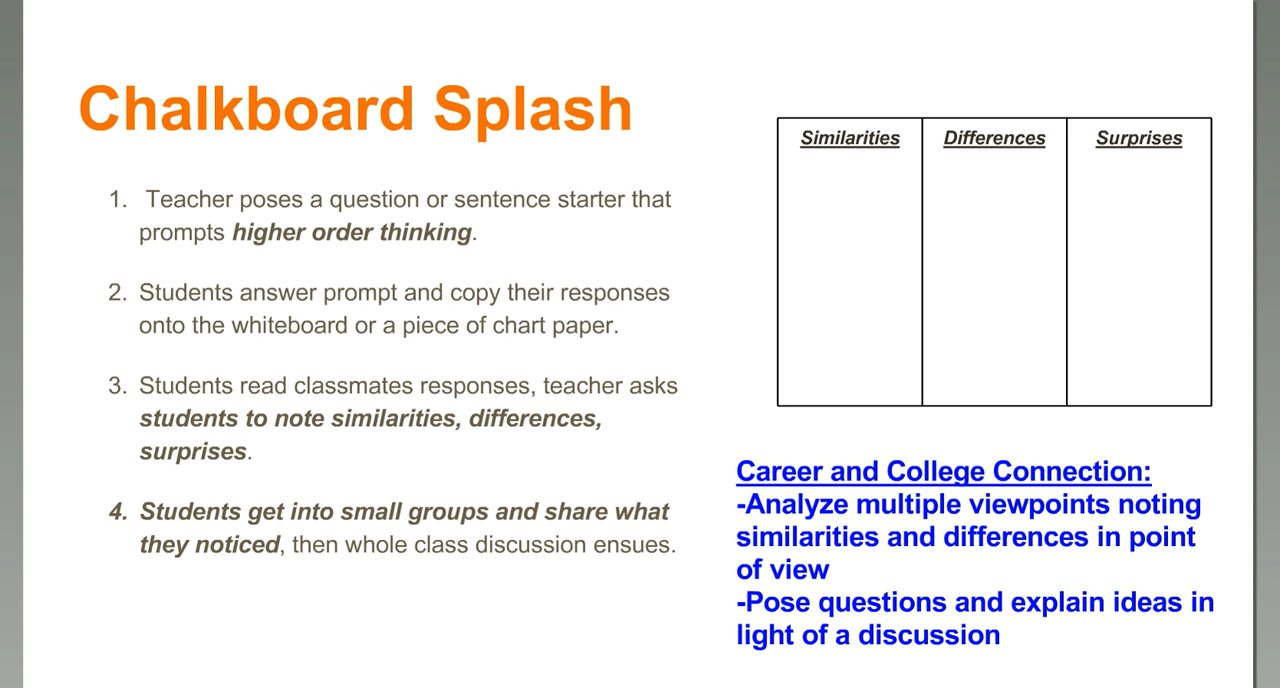 Chalkboard Splash
1. Teacher poses a question or sentence starter that
prompts higher order thinking.
2. Students answer prompt and copy their responses
onto the whiteboard or a piece of chart paper.
3. Students read classmates responses, teacher asks
students to note similarities, differences,
surprises.
4. Students get into small groups and share what
they noticed, then whole class discussion ensues.
Similarities Differences Surprises
Career and College Connection:
-Analyze multiple viewpoints noting
similarities and differences in point
of view
-Pose questions and explain ideas in
light of a discussion